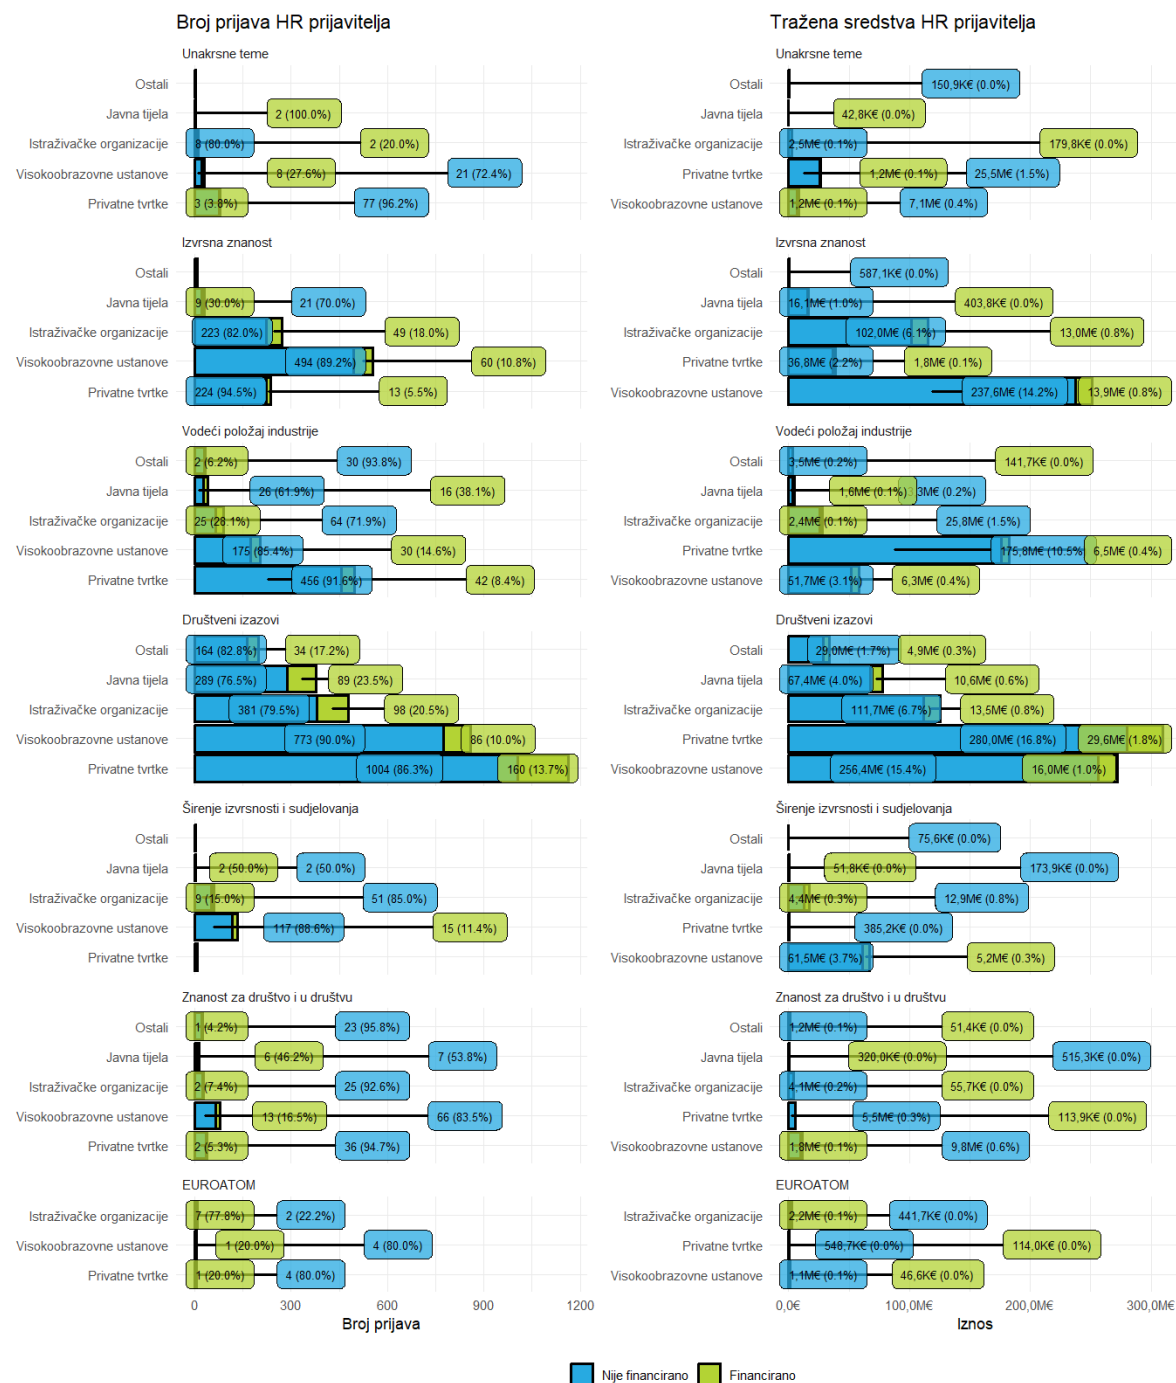 Broj prijava HR prijavitelja
Unakrsne teme
Ostali
Javna tijela 2 (100.0%)
Istraživačke organizacije 8 (80.0%) 2 (20.0%)
Visokoobrazovne ustanove 8 (27.6%) 21 (72.4%)
Privatne tvrtke 3 (3.8%) 77 (96.2%)
Izvrsna znanost
Ostali
Javna tijela 9 (30.0%) 21 (70.0%)
Istraživačke organizacije 223 (82.0%) 49 (18.0%)
Visokoobrazovne ustanove 494 (89.2%) 60 (10.8%)
Privatne tvrtke 224 (94.5%) 13 (5.5%)
Vodeći položaj industrije
Ostali 2 (6.2%) 30 (93.8%)
Javna tijela 26 (61.9%) 16 (38.1%)
Istraživačke organizacije 25 (28.1%) 64 (71.9%)
Visokoobrazovne ustanove 175 (85.4%) 30 (14.6%)
Privatne tvrtke 456 (91.6%) 42 (8.4%)
Društveni izazovi
Ostali 164 (82.8%) 34 (17.2%)
Javna tijela 289 (76.5%) 89 (23.5%)
Istraživačke organizacije 381 (79.5%) 98 (20.5%)
Visokoobrazovne ustanove 773 (90.0%) 86 (10.0%)
Privatne tvrtke 1004 (86.3%) 160 (13.7%)
Širenje izvrsnosti i sudjelovanja
Ostali
Javna tijela 2 (50.0%) 2 (50.0%)
Istraživačke organizacije 9 (15.0%) 51 (85.0%)
Visokoobrazovne ustanove 117 (88.6%) 15 (11.4%)
Privatne tvrtke
Znanost za društvo i u društvu
Ostali 1 (4.2%) 23 (95.8%)
Javna tijela 6 (46.2%) 7 (53.8%)
Istraživačke organizacije 2 (7.4%) 25 (92.6%)
Visokoobrazovne ustanove 13 (16.5%) 66 (83.5%)
Privatne tvrtke 2 (5.3%) 36 (94.7%)
EUROATOM
Istraživačke organizacije 7 (77.8%) 2 (22.2%)
Visokoobrazovne ustanove 1 (20.0%) 4 (80.0%)
Privatne tvrtke 1 (20.0%) 4 (80.0%)
0 300 600 900 1200
Broj prijava
Tražena sredstva HR prijavitelja
Unakrsne teme
Ostali 150,9K€ (0.0%)
Javna tijela 42,8K€ (0.0%)
Istraživačke organizacije 2,5M€ (0.1%) 179,8K€ (0.0%)
Privatne tvrtke 1,2M€ (0.1%) 25,5M€ (1.5%)
Visokoobrazovne ustanove 1,2M€ (0.1%) 7,1M€ (0.4%)
Izvrsna znanost
Ostali 587,1K€ (0.0%)
Javna tijela 16,1M€ (1.0%) 403,8K€ (0.0%)
Istraživačke organizacije 102,0M€ (6.1%) 13,0M€ (0.8%)
Privatne tvrtke 36,8M€ (2.2%) 1,8M€ (0.1%)
Visokoobrazovne ustanove 237,6M€ (14.2%) 13,9M€ (0.8%)
Vodeći položaj industrije
Ostali 3,5M€ (0.2%) 141,7K€ (0.0%)
Javna tijela 1,6M€ (0.1%) (0.2%)
Istraživačke organizacije 2,4M€ (0.1%) 25,8M€ (1.5%)
Privatne tvrtke 175,8M€ (10.5%) 6,5M€ (0.4%)
Visokoobrazovne ustanove 51,7M€ (3.1%) 6,3M€ (0.4%)
Društveni izazovi
Ostali 29,0M€ (1.7%) 4,9M€ (0.3%)
Javna tijela 67,4M€ (4.0%) 10,6M€ (0.6%)
Istraživačke organizacije 111,7M€ (6.7%) 13,5M€ (0.8%)
Privatne tvrtke 280,0M€ (16.8%) 29,6M€ (1.8%)
Visokoobrazovne ustanove 256,4M€ (15.4%) 16,0M€ (1.0%)
Širenje izvrsnosti i sudjelovanja
Ostali 75,6K€ (0.0%)
Javna tijela 51,8K€ (0.0%) 173,9K€ (0.0%)
Istraživačke organizacije 4,4M€ (0.3%) 12,9M€ (0.8%)
Privatne tvrtke 385,2K€ (0.0%)
Visokoobrazovne ustanove 61,5M€ (3.7%) 5,2M€ (0.3%)
Znanost za društvo i u društvu
Ostali 1,2M€ (0.1%) 51,4K€ (0.0%)
Javna tijela 320,0K€ (0.0%) 515,3K€ (0.0%)
Istraživačke organizacije 4,1M€ (0.2%) 55,7K€ (0.0%)
Privatne tvrtke 5,5M€ (0.3%) 113,9K€ (0.0%)
Visokoobrazovne ustanove 1,8M€ (0.1%) 9,8M€ (0.6%)
EUROATOM
Istraživačke organizacije 2,2M€ (0.1%) 441,7K€ (0.0%)
Privatne tvrtke 548,7K€ (0.0%) 114,0K€ (0.0%)
Visokoobrazovne ustanove 1,1M€ (0.1%) 46,6K€ (0.0%)
0,0€ 100,0M€ 200,0M€ 300,0M€
Iznos
Nije financirano Financirano